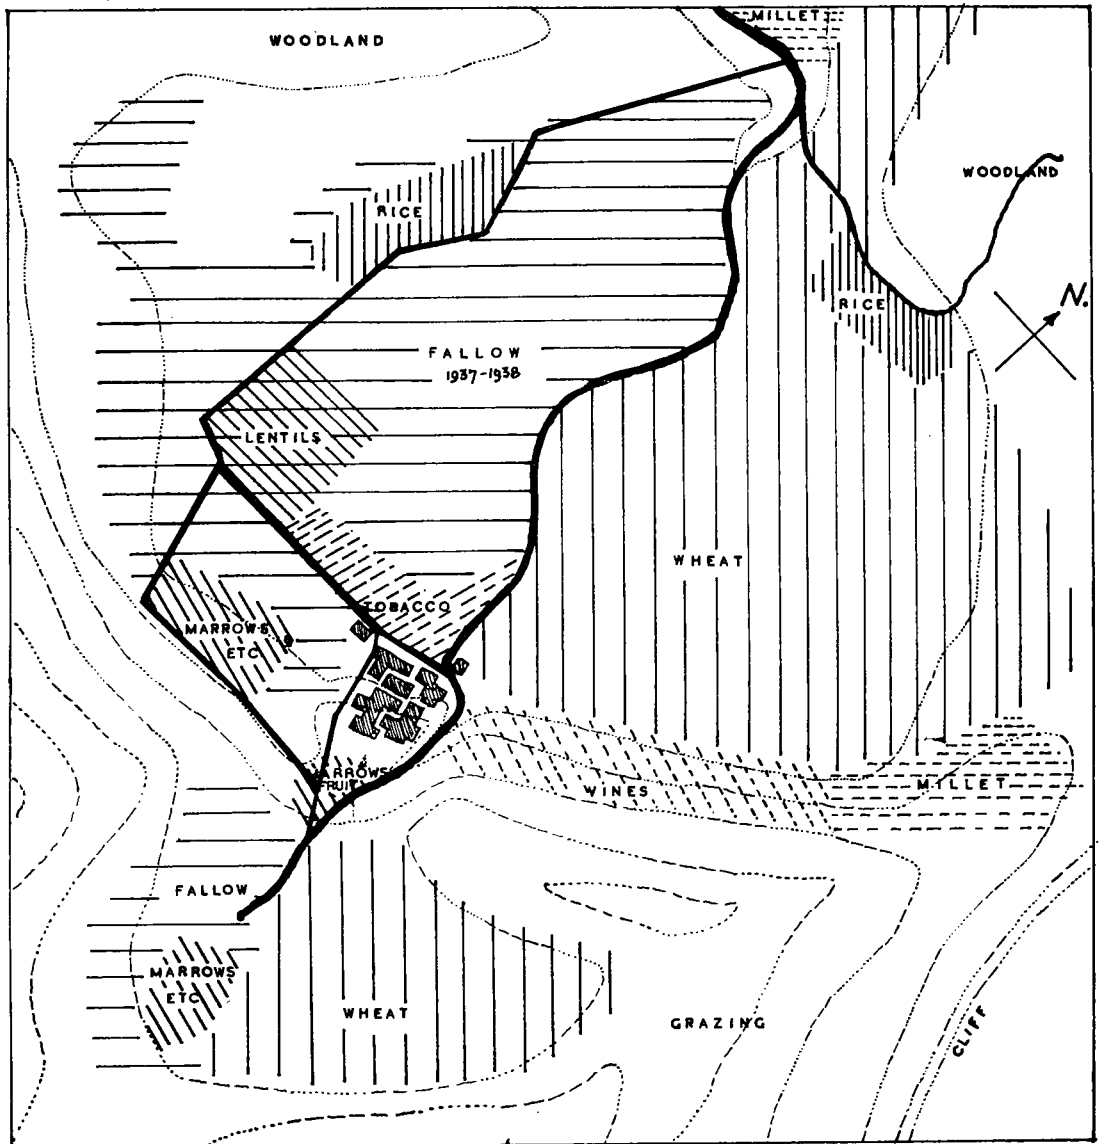 MILLET
WOODLAND
WOODLAND
RICE
N.
RICE
FALLOW
1937-1938
LENTILS
WHEAT
TOBACCO
MARROWS
ETC
MARROWS
FRUIT
WINES
MILLET
FALLOW
MARROWS
ETC
WHEAT
GRAZING
CLIFF